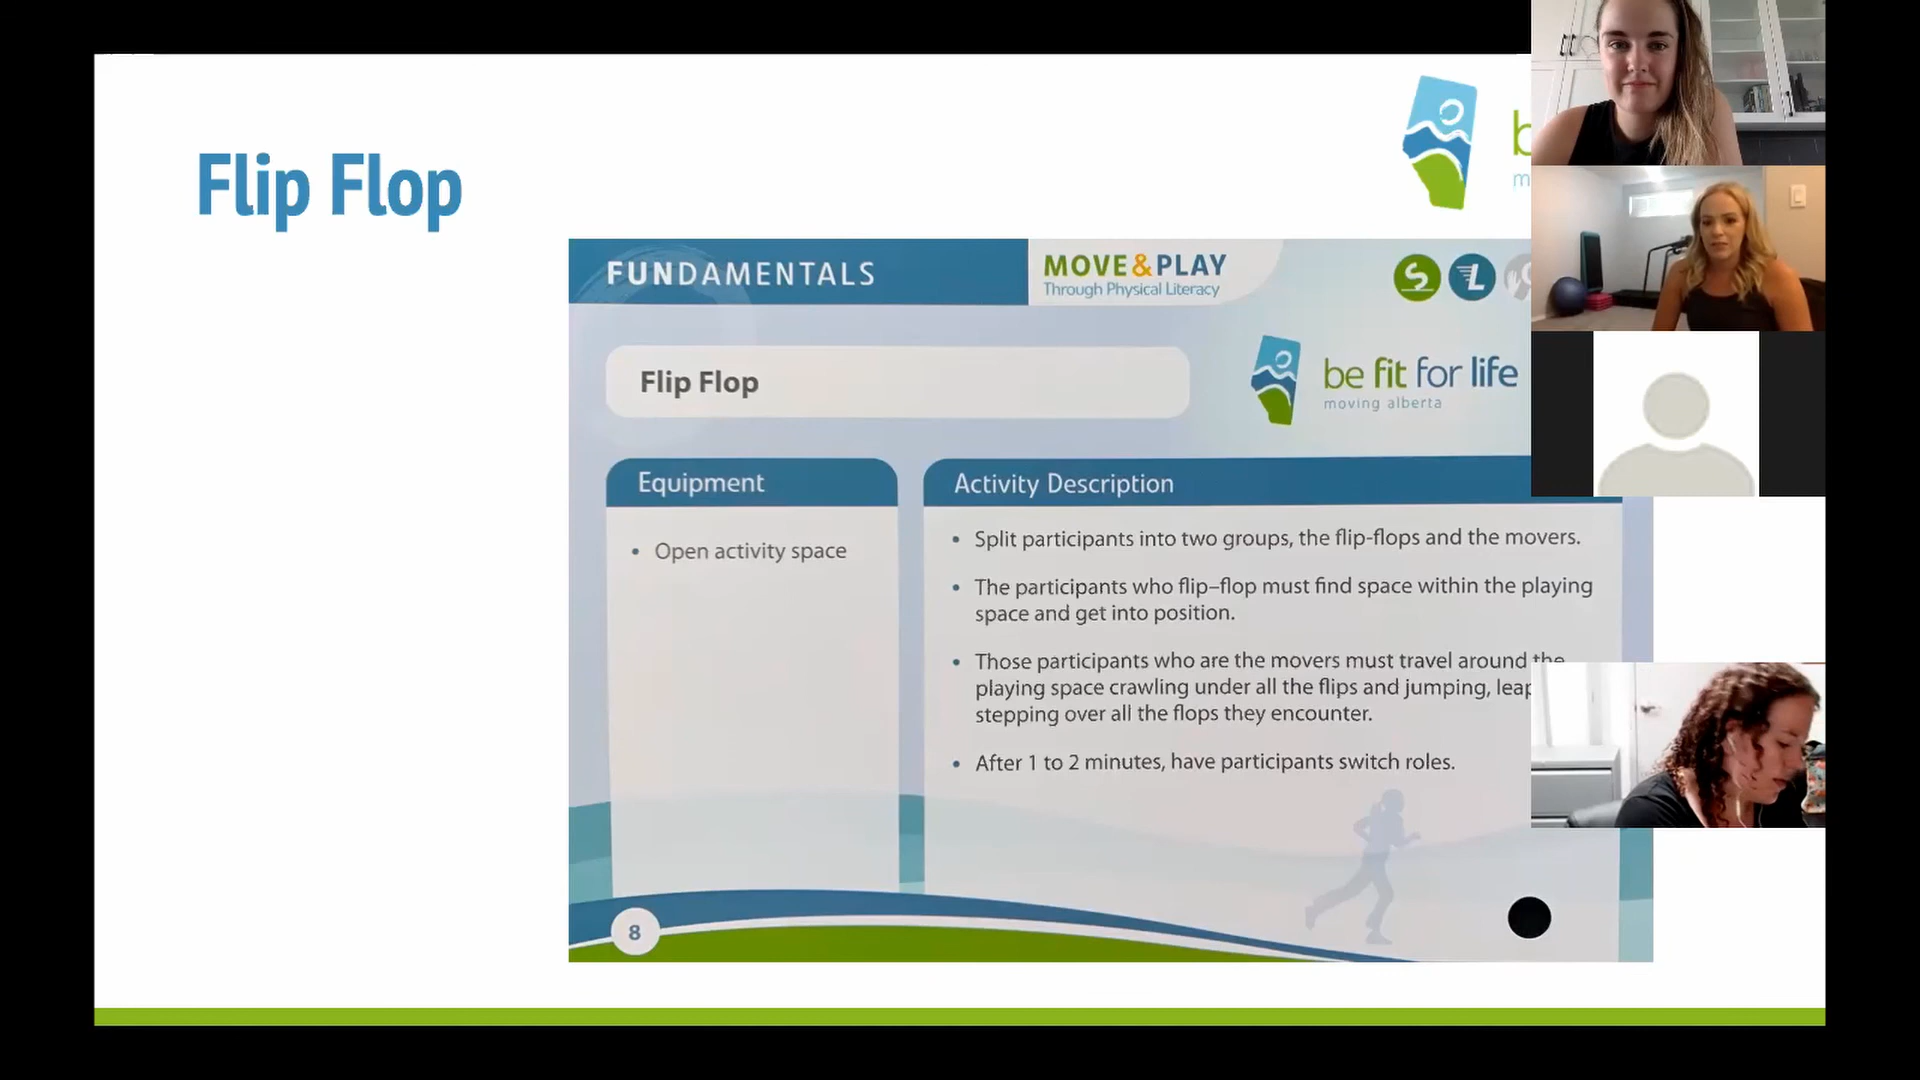 Flip Flop
FUNDAMENTALS
MOVE&PLAY
Through Physical Literacy
S
L
Flip Flop
be fit for life
moving alberta
Equipment
• Open activity space
Activity Description
• Split participants into two groups, the flip-flops and the movers.
• The participants who flip–flop must find space within the playing
space and get into position.
• Those participants who are the movers must travel around the
playing space crawling under all the flips and jumping,
stepping over all the flops they encounter.
• After 1 to 2 minutes, have participants switch roles.
8